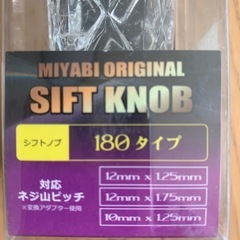 MIYABI ORIGINAL
SIFT KNOB
シフトノブ
180タイプ
対応
ネジ山ピッチ
※変換アダプター使用
12mm x 1.25mm
12mm x 1.75mm
10mm x 1.25mm